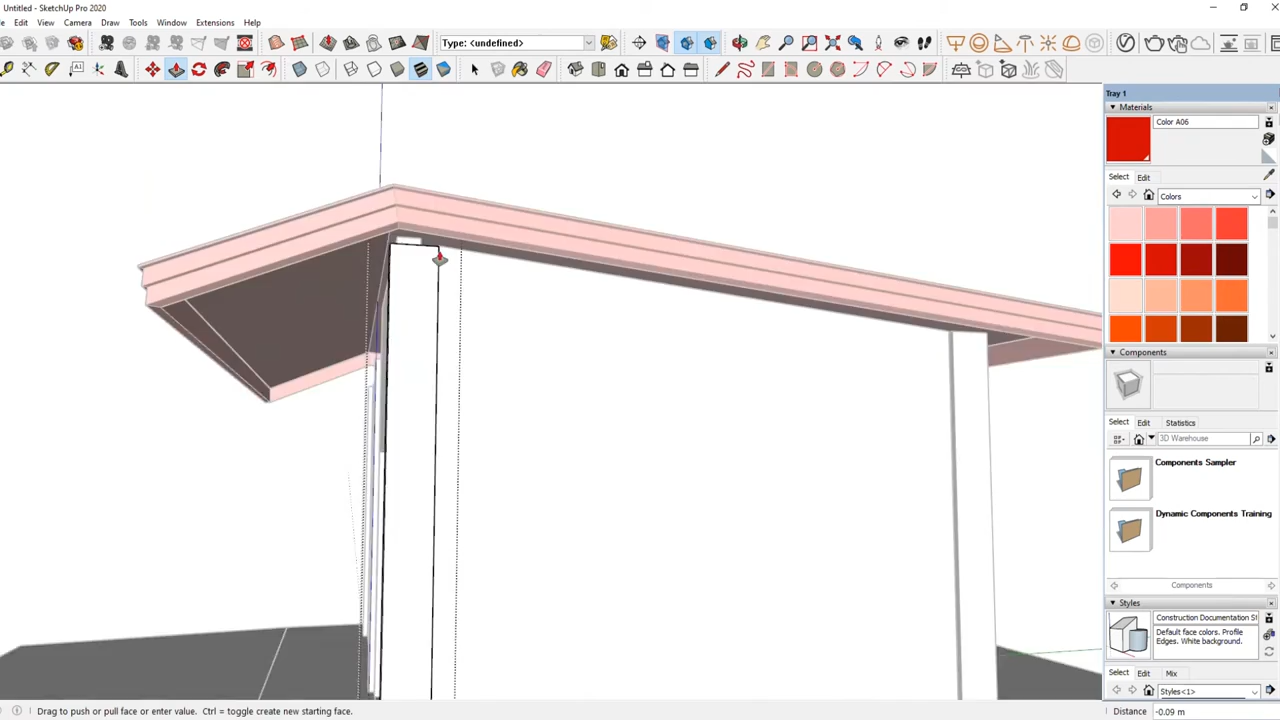 Untitled - SketchUp Pro 2020
Edit View Camera Draw Tools Window Extensions Help
Type: <undefined>
A1
Tray 1
Materials
Color A06
Select Edit
Colors
Components
Select Edit Statistics
3D Warehouse
Components Sampler
Dynamic Components Training
Components
Styles
Construction Documentation St
Default face colors. Profile
Edges. White background.
Select Edit Mix
Styles<1>
Drag to push or pull face or enter value. Ctrl = toggle create new starting face.
Distance -0.09 m